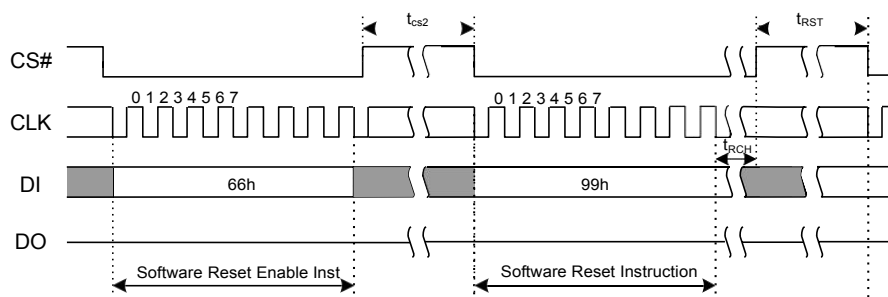 tcs2
tRST
CS#
0 1 2 3 4 5 6 7
0 1 2 3 4 5 6 7
CLK
tRCH
DI
66h
99h
DO
Software Reset Enable Inst
Software Reset Instruction